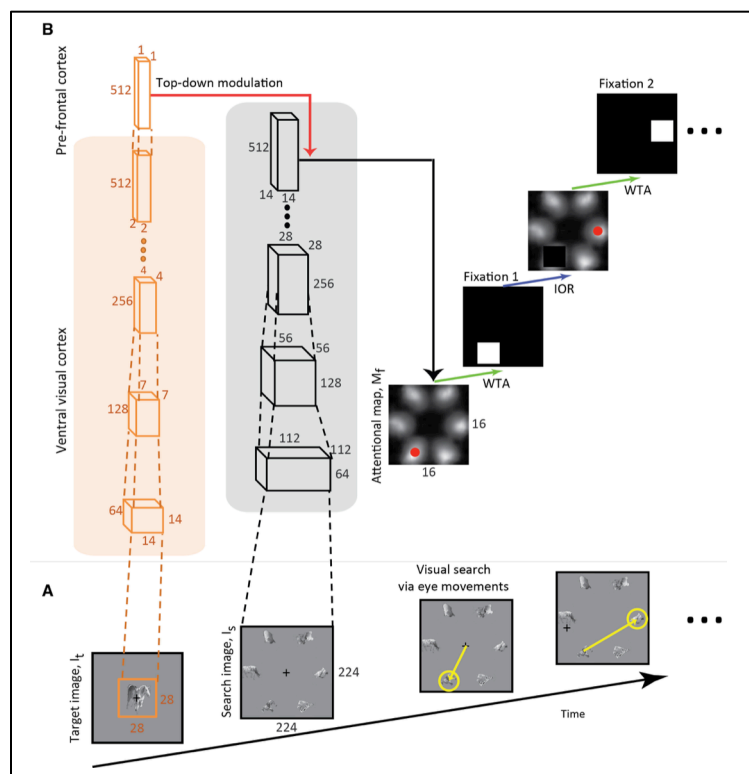 B
Pre-frontal cortex
1
1
512
Top-down modulation
512
2
2
4
4
256
7
7
128
64
14
14
Ventral visual cortex
512
14
14
28
28
256
56
56
128
112
112
64
Attentional map, Mf
16
16
WTA
Fixation 1
IOR
WTA
Fixation 2
A
Target image, It
28
28
Search image, Is
224
224
Visual search
via eye movements
Time